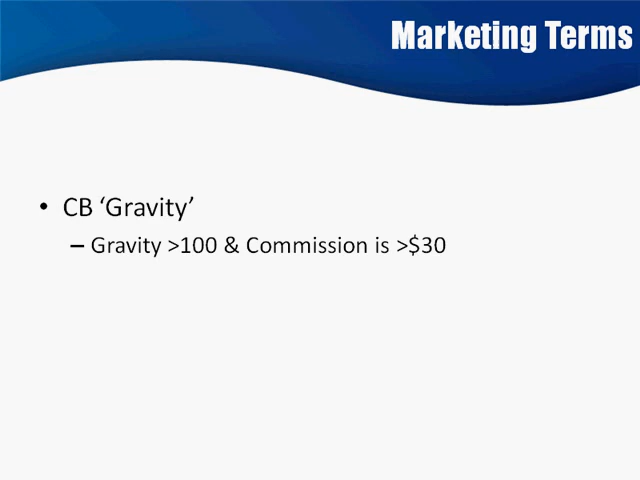 Marketing Terms
• CB ‘Gravity’
– Gravity >100 & Commission is >$30